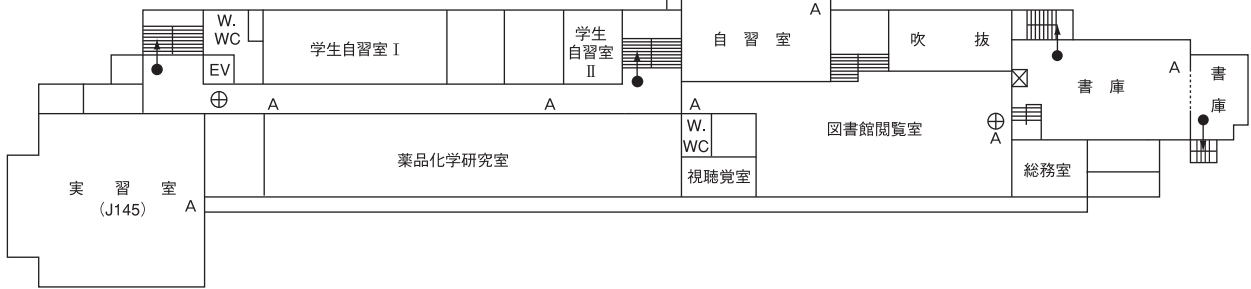 W.
WC
EV
学生自習室Ⅰ
学生
自習室
Ⅱ
自習室
A
吹抜
書庫
A
書
庫
A
A
A
図書館閲覧室
A
W.
WC
薬品化学研究室
視聴覚室
総務室
実習室
(J145)
A